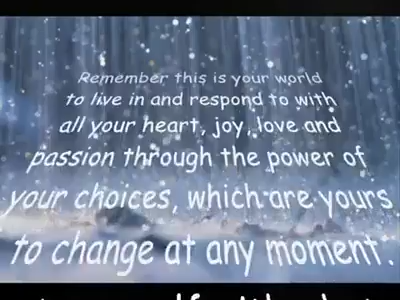 Remember this is your world
to live in and respond to with
all your heart, joy, love and
passion through the power of
your choices, which are yours
to change at any moment.